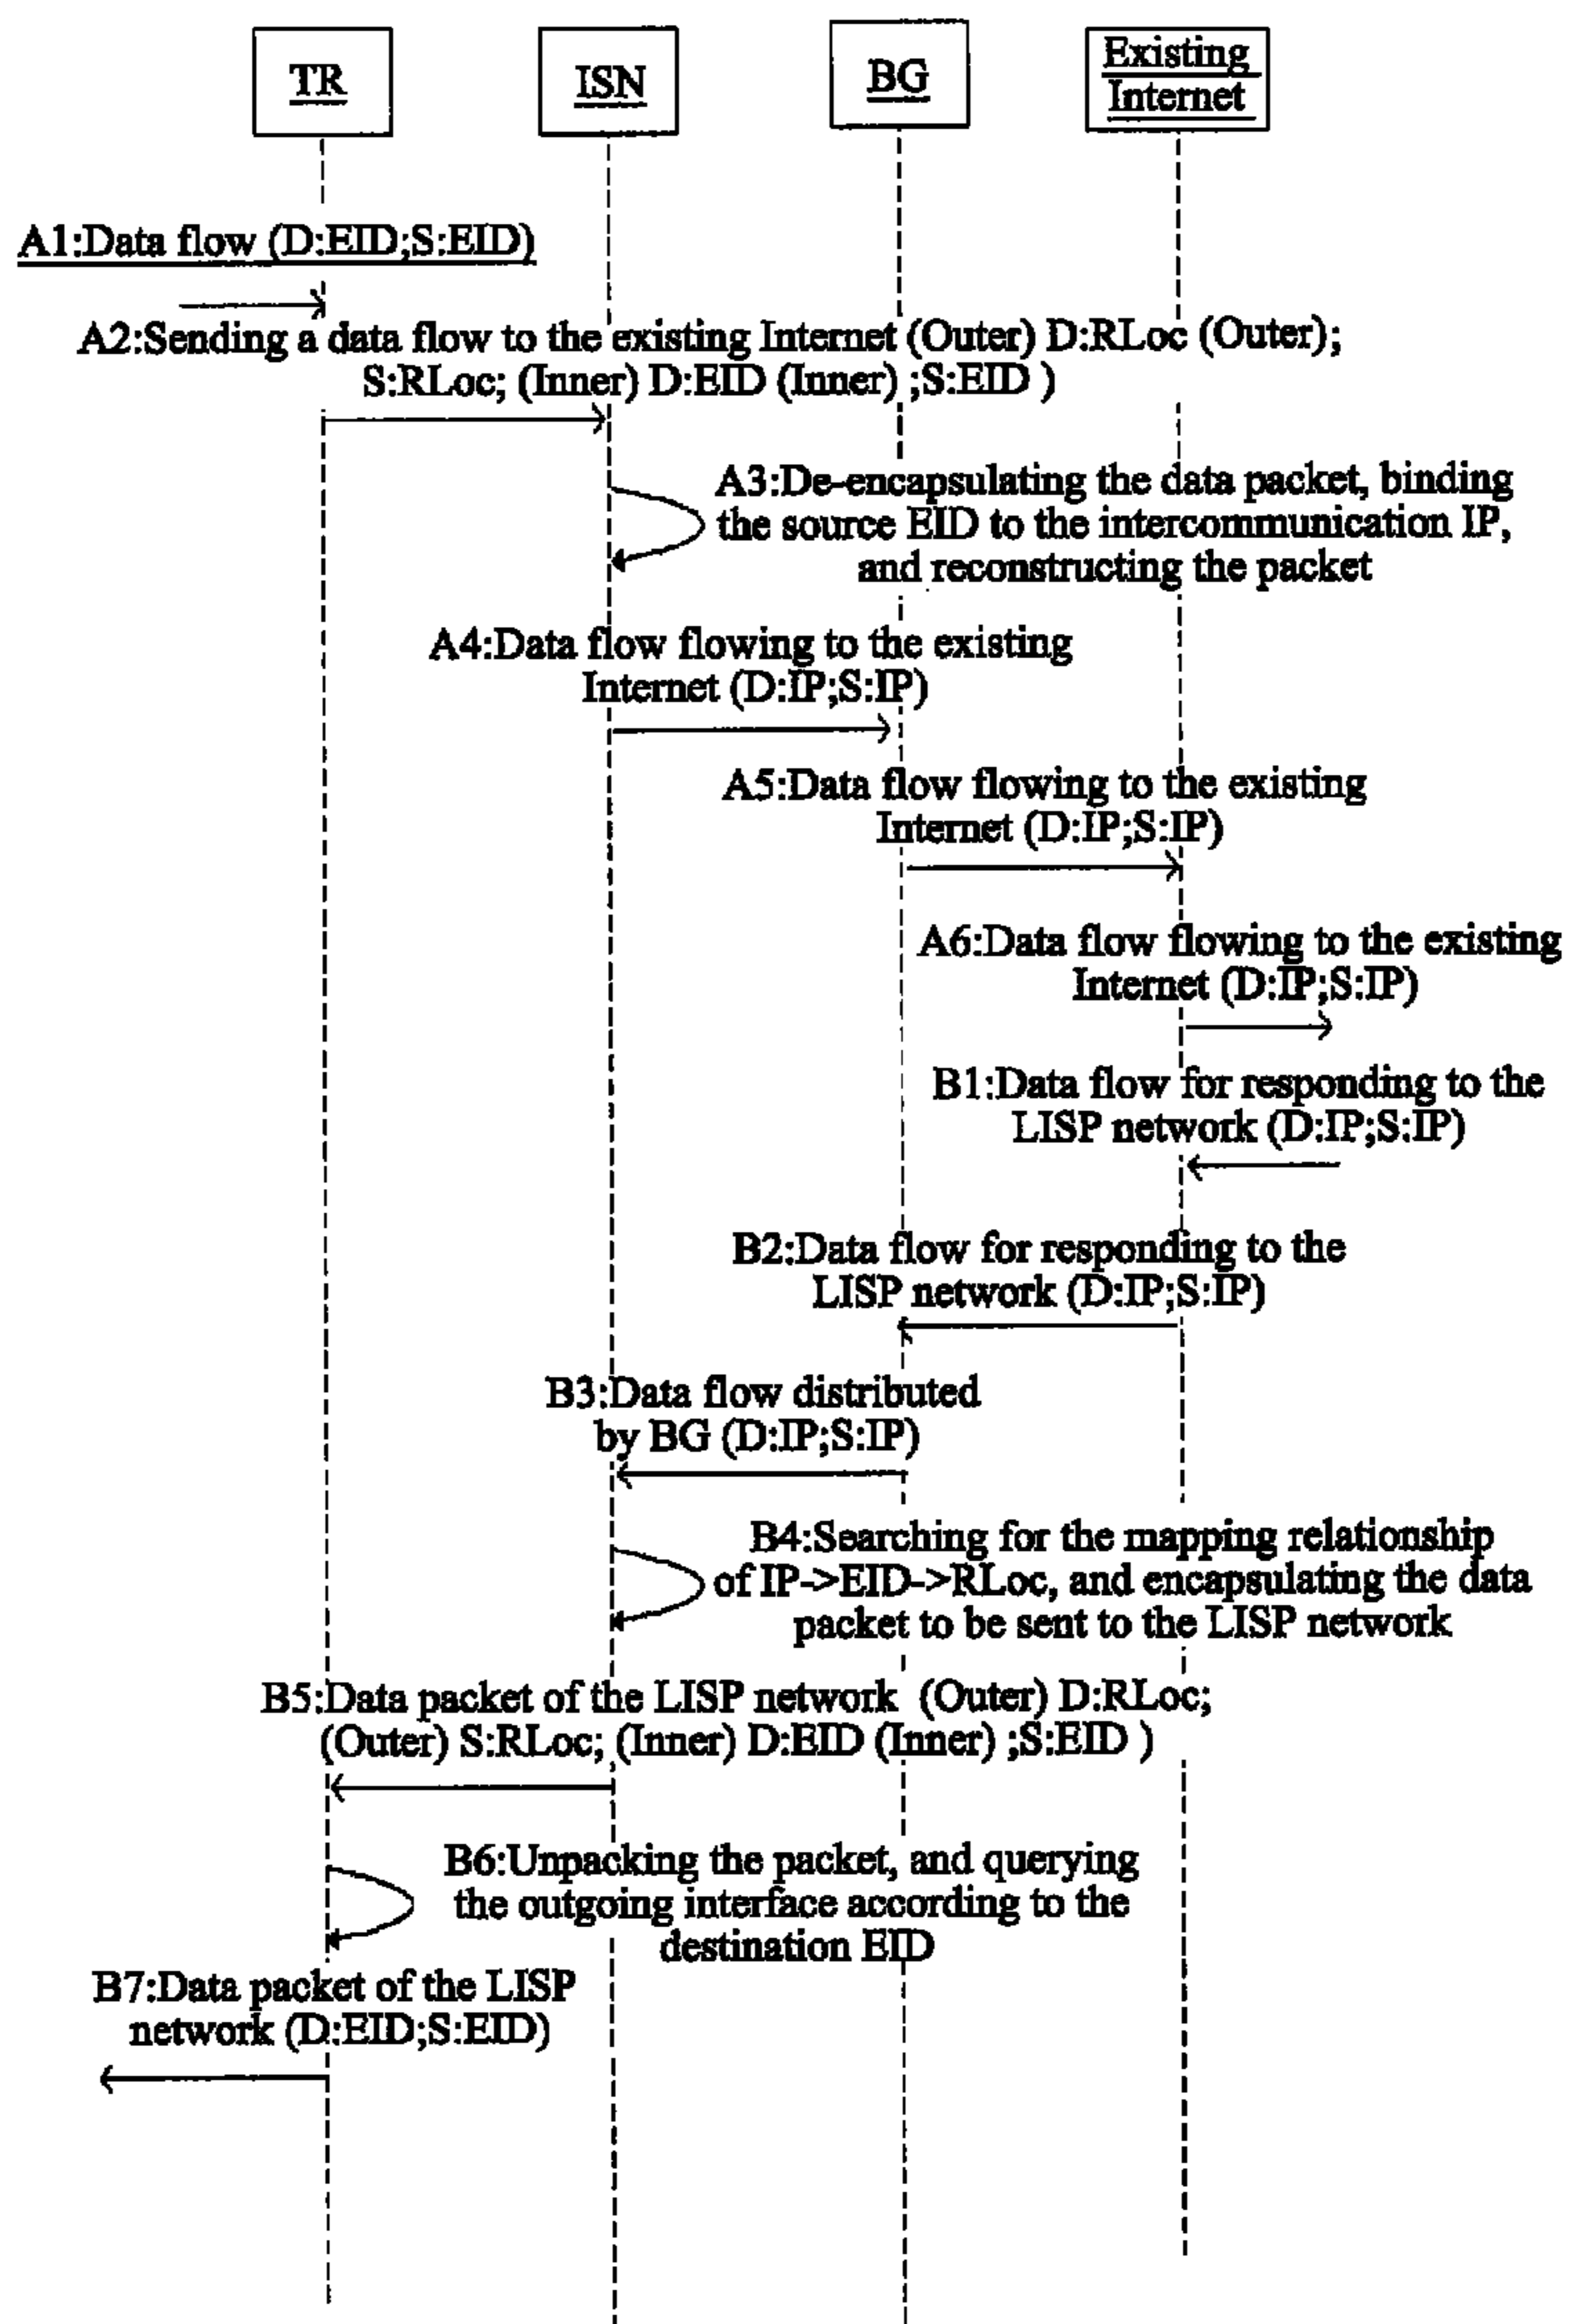 TR
ISN
BG
Existing
Internet
A1:Data flow (D:EID;S:EID)
A2:Sending a data flow to the existing Internet (Outer) D:RLoc (Outer);
S:RLoc; (Inner) D:EID (Inner) ;S:EID )
A3:De-encapsulating the data packet, binding
the source EID to the intercommunication IP,
and reconstructing the packet
A4:Data flow flowing to the existing
Internet (D:IP;S:IP)
A5:Data flow flowing to the existing
Internet (D:IP;S:IP)
A6:Data flow flowing to the existing
Internet (D:IP;S:IP)
B1:Data flow for responding to the
LISP network (D:IP;S:IP)
B2:Data flow for responding to the
LISP network (D:IP;S:IP)
B3:Data flow distributed
by BG (D:IP;S:IP)
B4:Searching for the mapping relationship
of IP->EID->RLoc, and encapsulating the data
packet to be sent to the LISP network
B5:Data packet of the LISP network (Outer) D:RLoc;
(Outer) S:RLoc; (Inner) D:EID (Inner) ;S:EID )
B6:Unpacking the packet, and querying
the outgoing interface according to the
destination EID
B7:Data packet of the LISP
network (D:EID;S:EID)